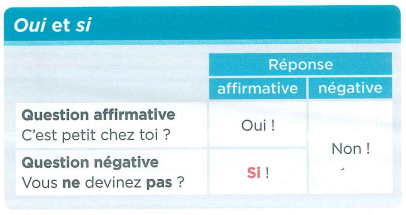 Oui et si
Réponse
affirmative négative
Question affirmative
C'est petit chez toi ?
Oui !
Non !
Question négative
Vous ne devinez pas ?
Si !